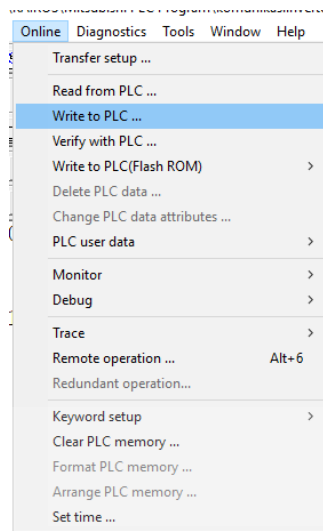 Online Diagnostics Tools Window Help
Transfer setup ...
Read from PLC ...
Write to PLC ...
Verify with PLC ...
Write to PLC(Flash ROM)
Delete PLC data ...
Change PLC data attributes ...
PLC user data
Monitor
Debug
Trace
Remote operation ... Alt+6
Redundant operation...
Keyword setup
Clear PLC memory ...
Format PLC memory ...
Arrange PLC memory ...
Set time ...